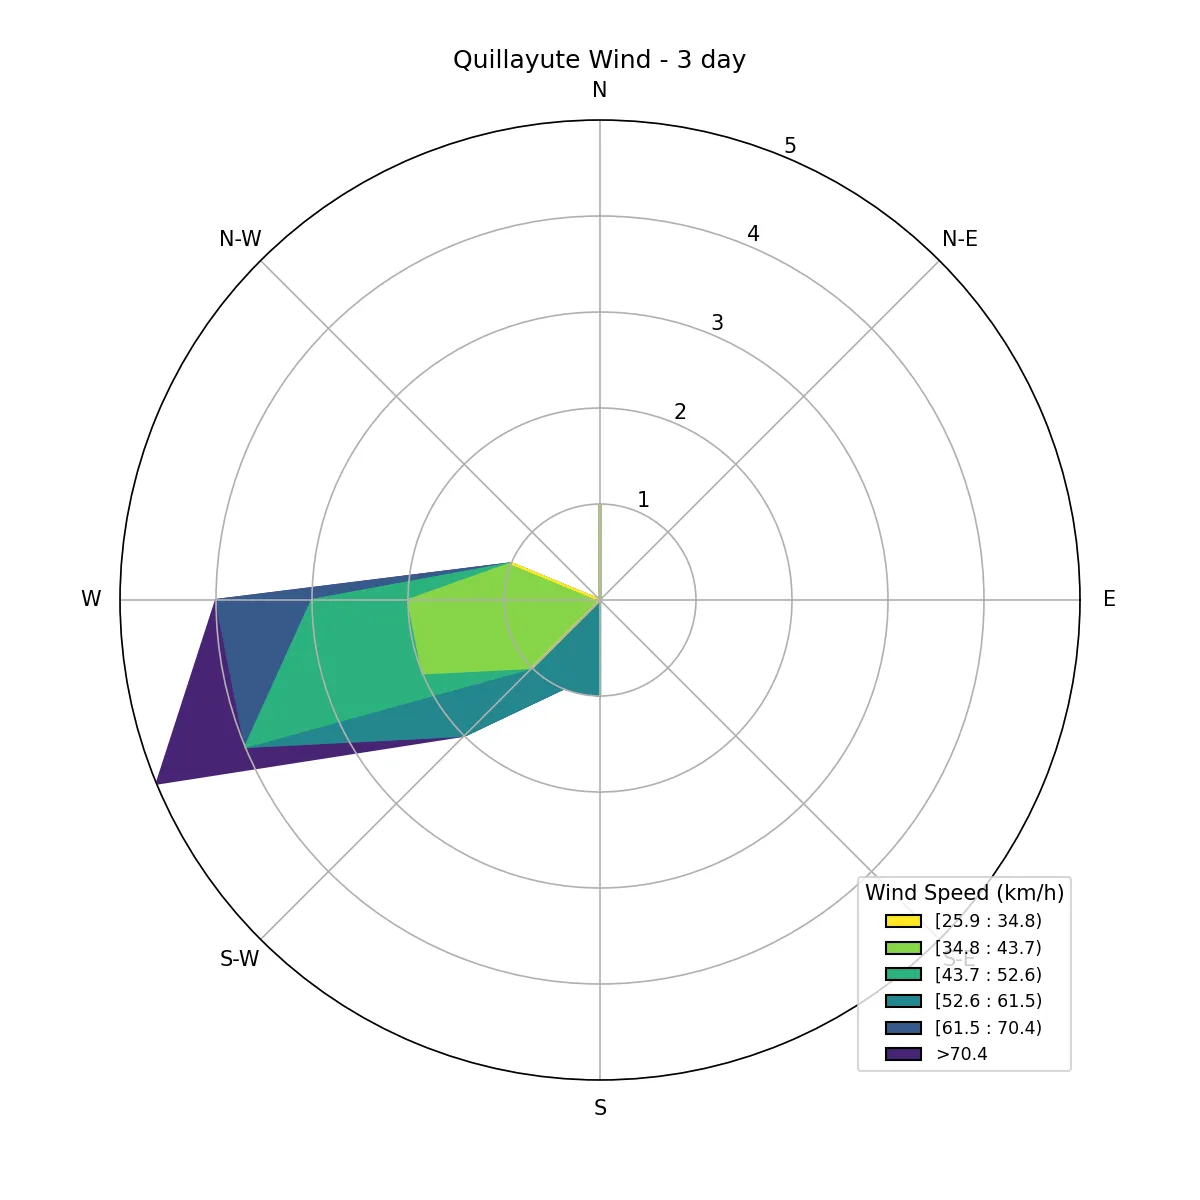 Quillayute Wind - 3 day
N
5
N-W
4
N-E
3
2
1
W
E
Wind Speed (km/h)
[25.9 : 34.8)
[34.8 : 43.7)
S-W
S-E
[43.7 : 52.6)
[52.6 : 61.5)
[61.5 : 70.4)
>70.4
S